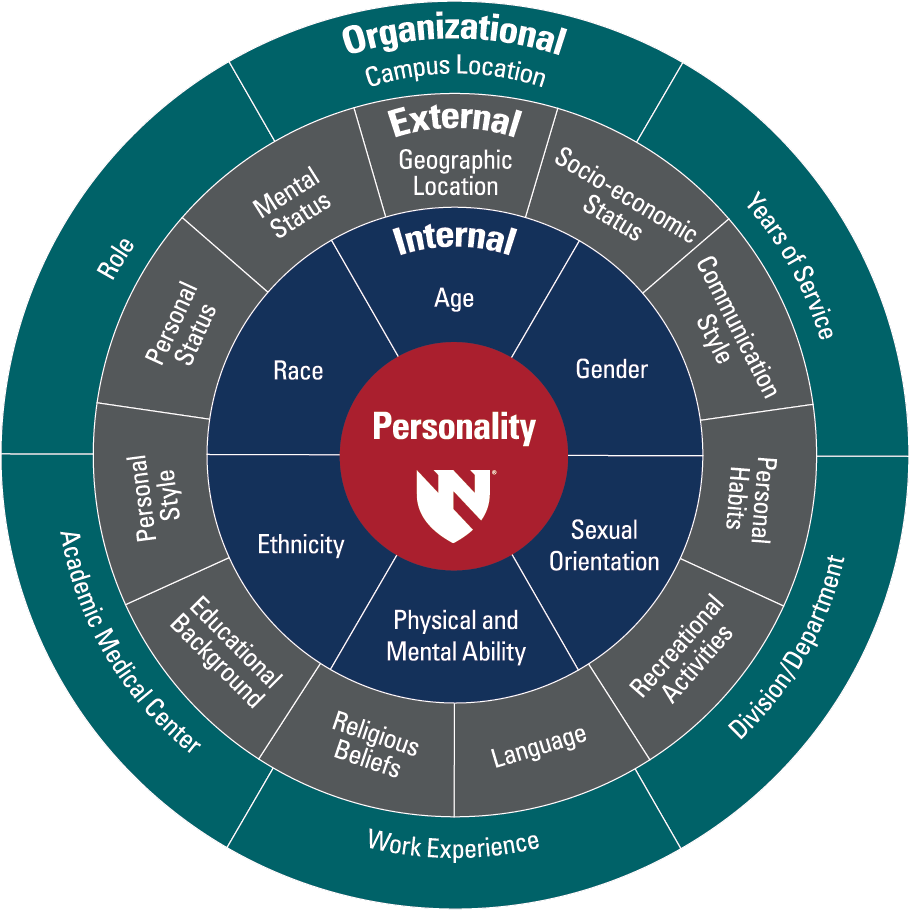 Organizational
Campus Location
Years of Service
Division/Department
Work Experience
Academic Medical Center
Role
External
Geographic
Location
Socio-economic
Status
Communication
Style
Personal
Habits
Recreational
Activities
Language
Religious
Beliefs
Educational
Background
Personal
Style
Personal
Status
Mental
Status
Internal
Age
Gender
Sexual
Orientation
Physical and
Mental Ability
Ethnicity
Race
Personality
N
®